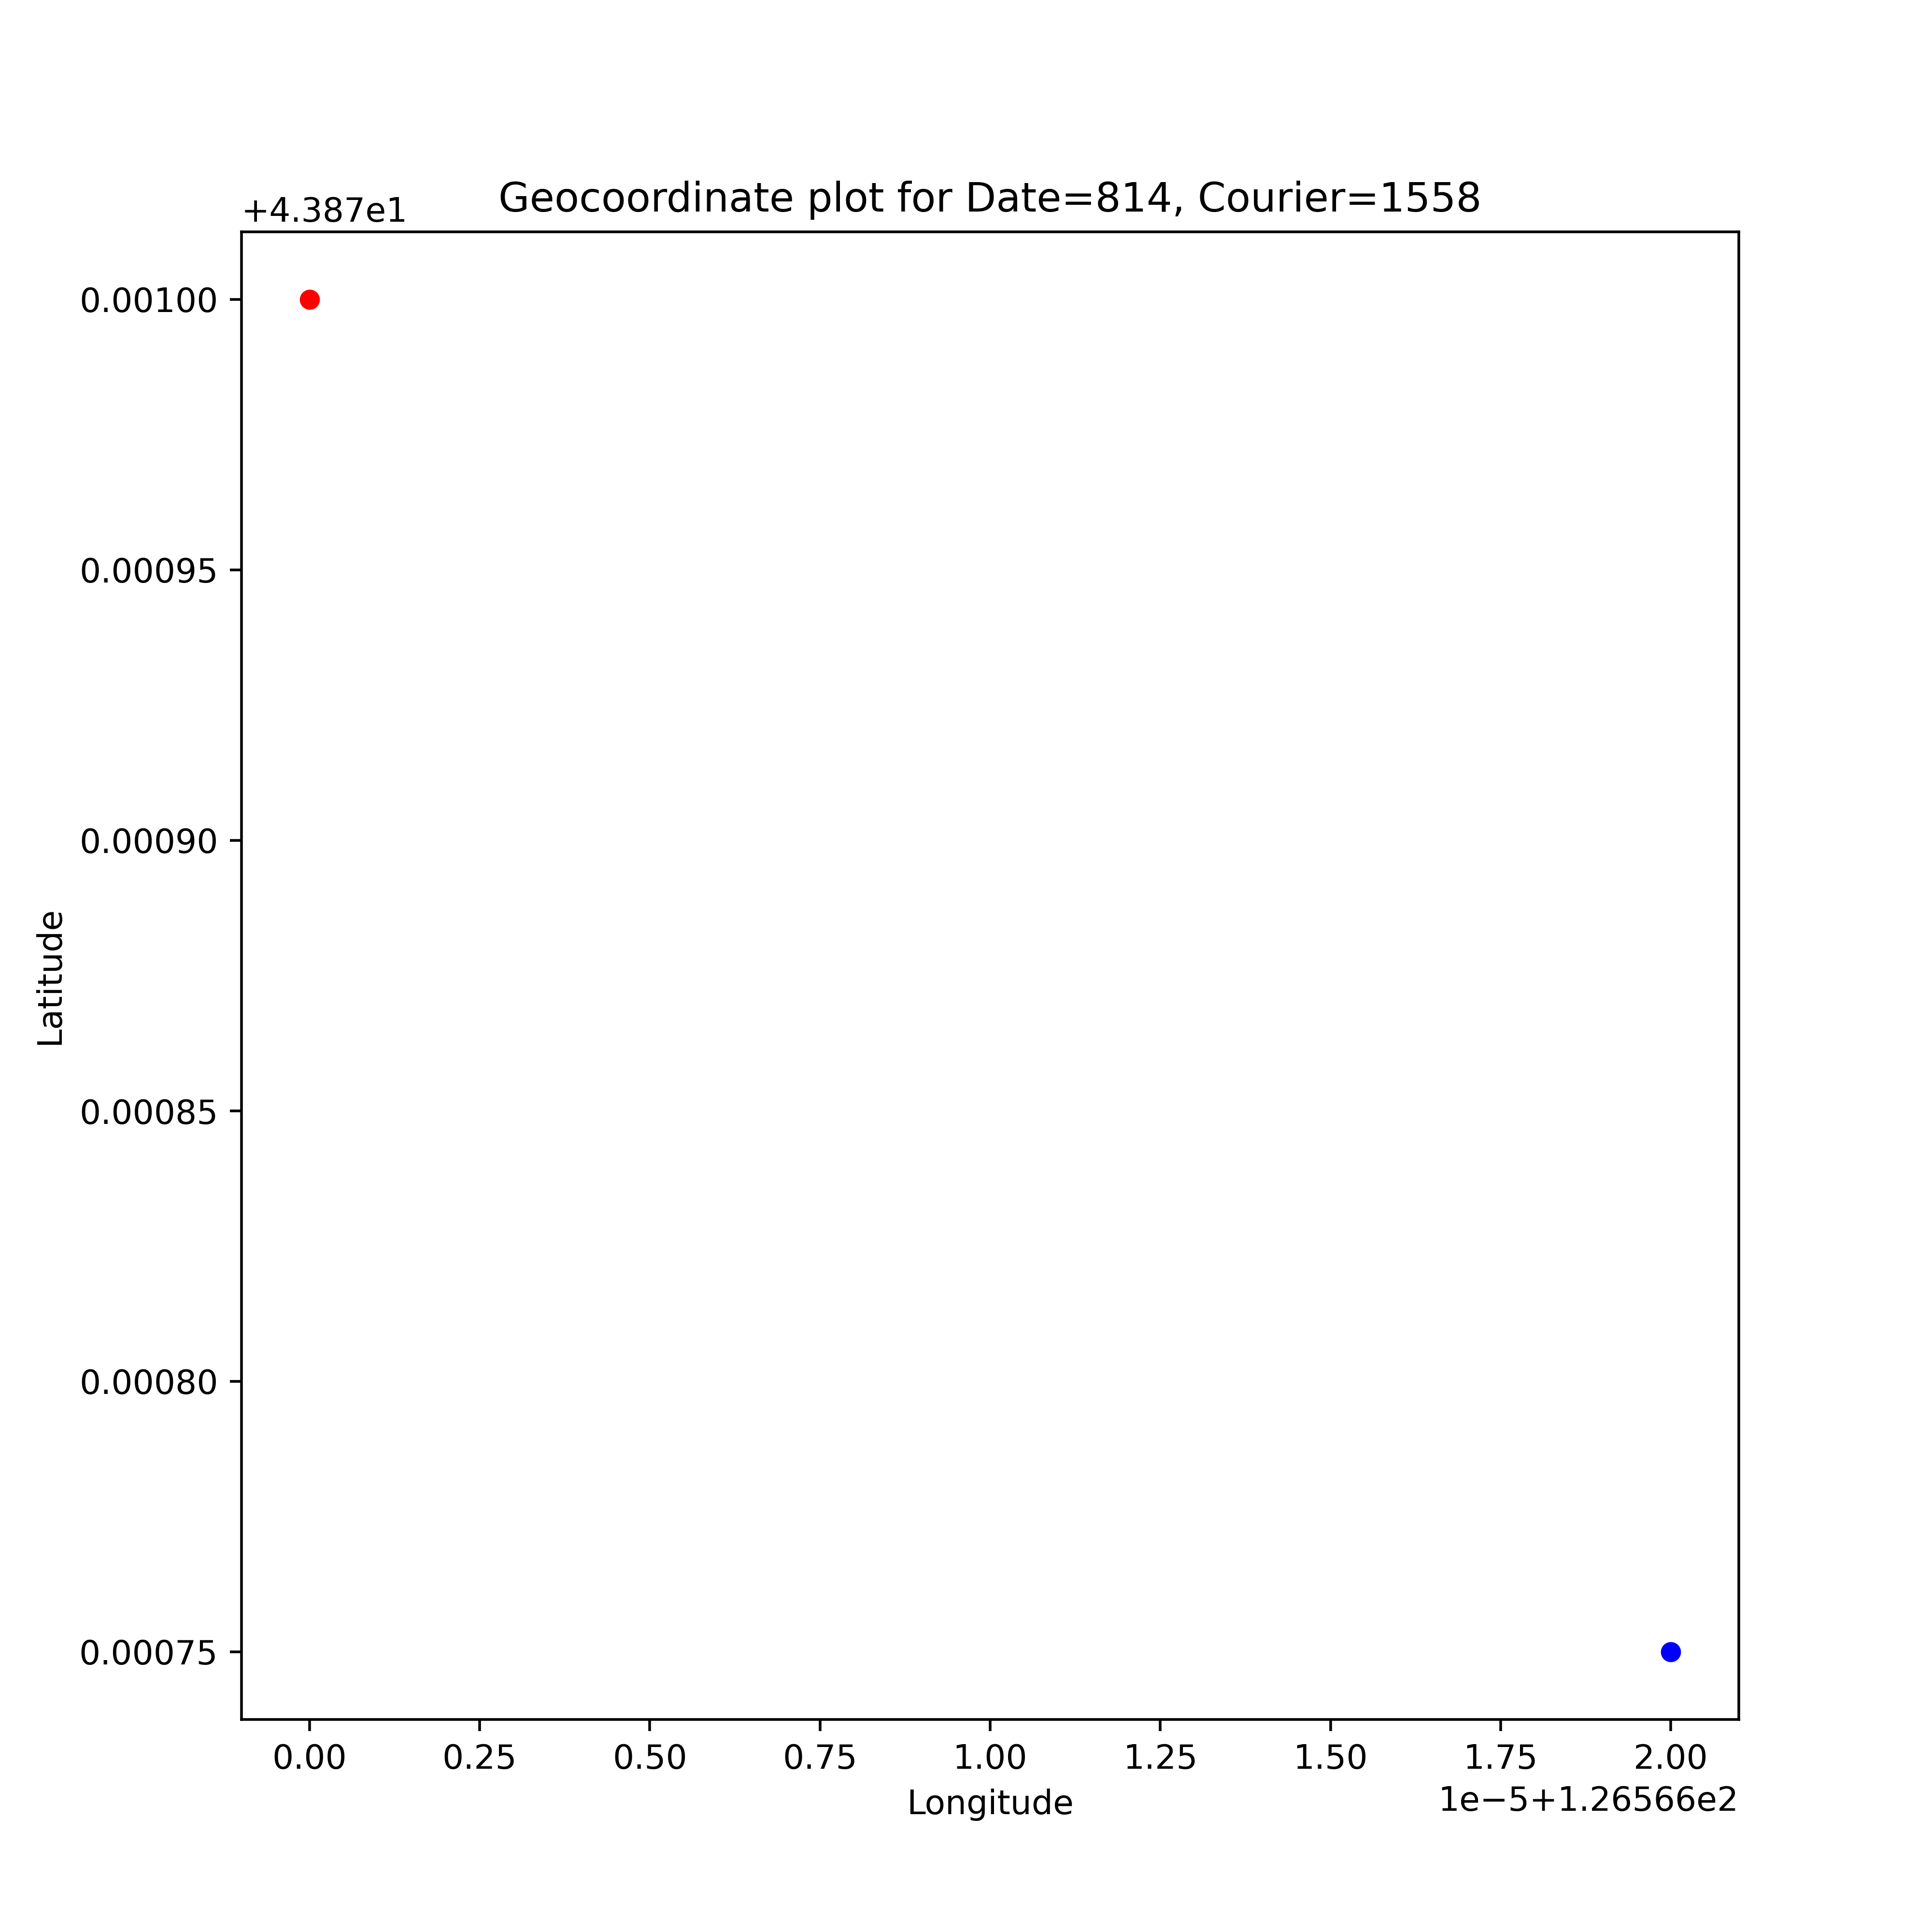 Geocoordinate plot for Date=814, Courier=1558
+4.387e1
0.00100
0.00095
0.00090
0.00085
0.00080
0.00075
Latitude
0.00 0.25 0.50 0.75 1.00 1.25 1.50 1.75 2.00
1e−5+1.26566e2
Longitude